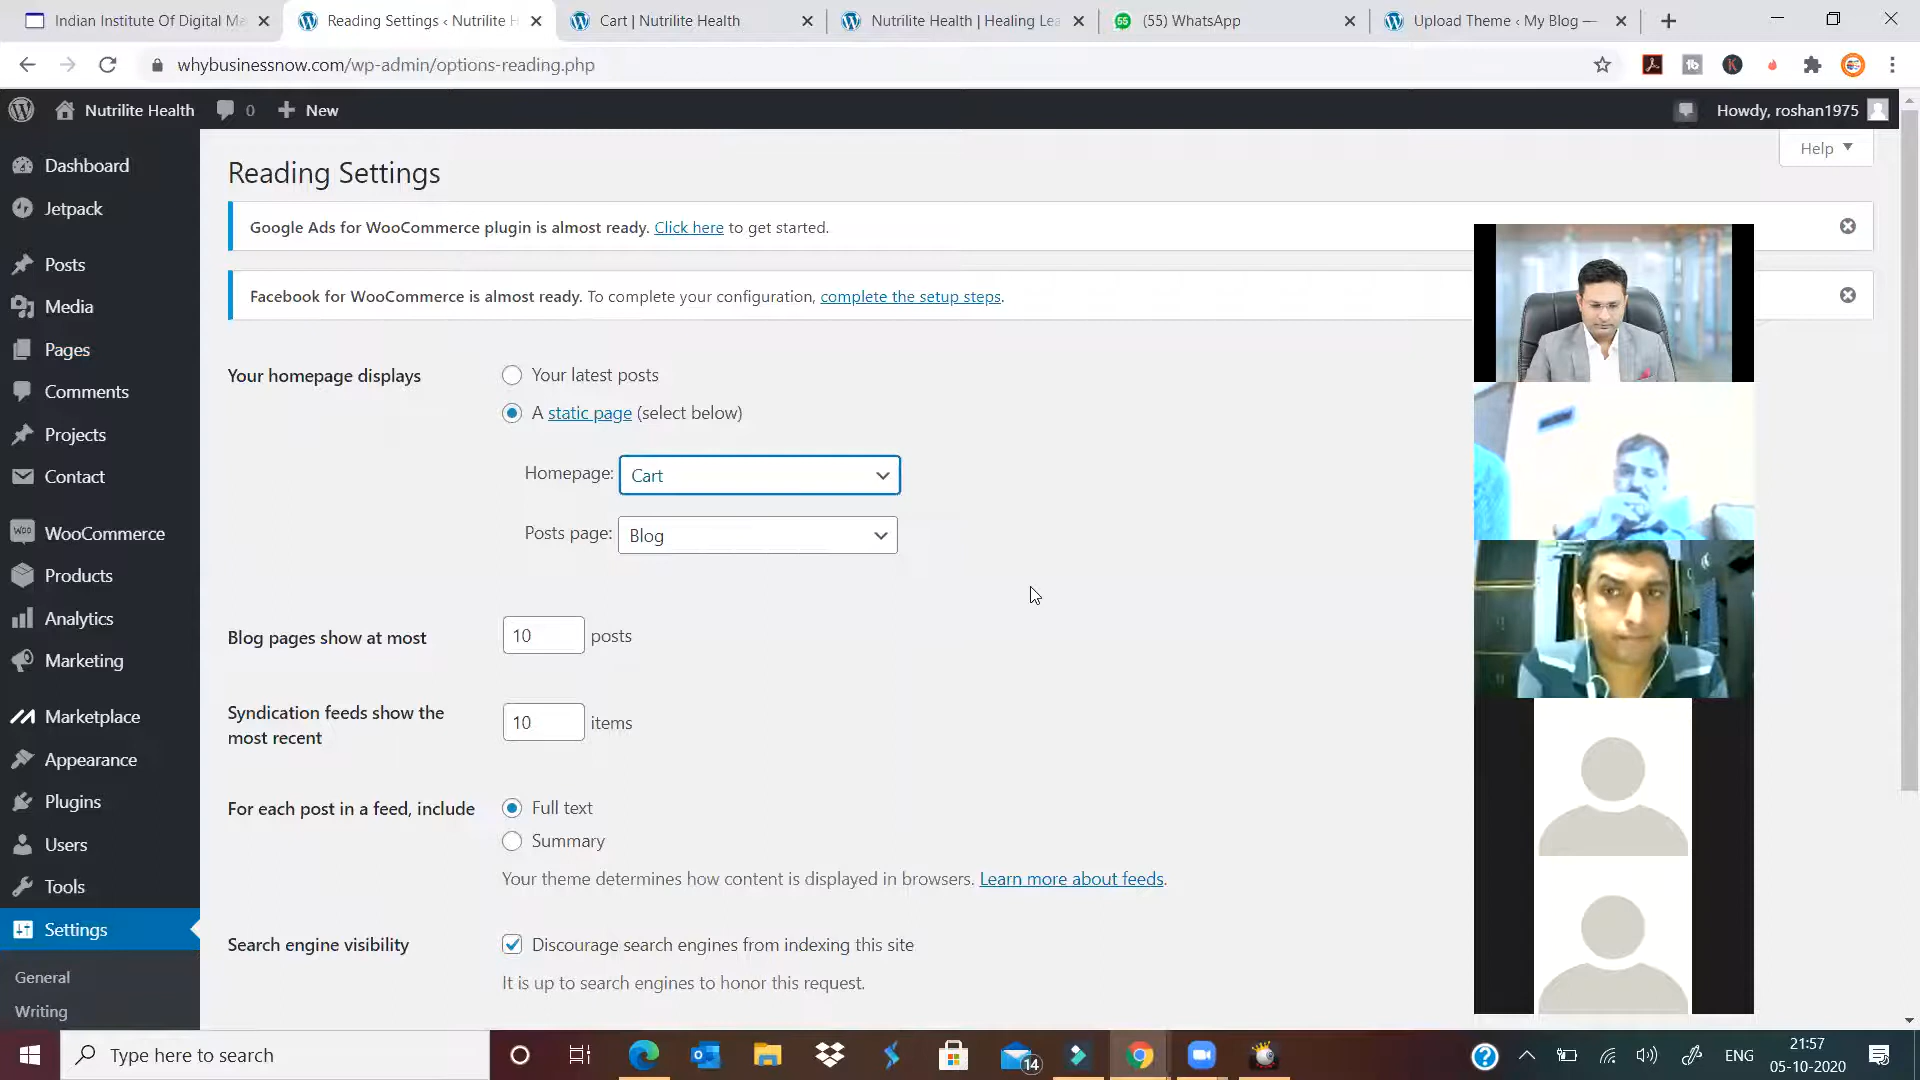 Indian Institute Of Digital Ma
Reading Settings ‹ Nutrilite H
Cart | Nutrilite Health
Nutrilite Health | Healing Lea
(55) WhatsApp
Upload Theme ‹ My Blog —
whybusinessnow.com/wp-admin/options-reading.php
Nutrilite Health
0
New
Howdy, roshan1975
Help
Dashboard
Jetpack
Posts
Media
Pages
Comments
Projects
Contact
WooCommerce
Products
Analytics
Marketing
Marketplace
Appearance
Plugins
Users
Tools
Settings
General
Writing
Reading Settings
Google Ads for WooCommerce plugin is almost ready. Click here to get started.
Facebook for WooCommerce is almost ready. To complete your configuration, complete the setup steps.
Your homepage displays
Your latest posts
A static page (select below)
Homepage: Cart
Posts page: Blog
Blog pages show at most
10 posts
Syndication feeds show the
most recent
10 items
For each post in a feed, include
Full text
Summary
Your theme determines how content is displayed in browsers. Learn more about feeds.
Search engine visibility
Discourage search engines from indexing this site
It is up to search engines to honor this request.
Type here to search
14
ENG
21:57
05-10-2020